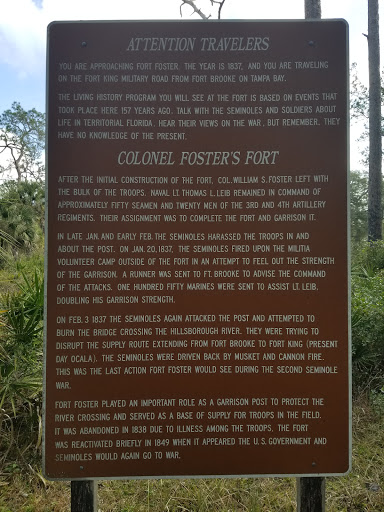 ATTENTION TRAVELERS
YOU ARE APPROACHING FORT FOSTER. THE YEAR IS 1837, AND YOU ARE TRAVELING
ON THE FORT KING MILITARY ROAD FROM FORT BROOKE ON TAMPA BAY.
THE LIVING HISTORY PROGRAM YOU WILL SEE AT THE FORT IS BASED ON EVENTS THAT
TOOK PLACE HERE 157 YEARS AGO. TALK WITH THE SEMINOLES AND SOLDIERS ABOUT
LIFE IN TERRITORIAL FLORIDA. HEAR THEIR VIEWS ON THE WAR, BUT REMEMBER, THEY
HAVE NO KNOWLEDGE OF THE PRESENT.
COLONEL FOSTER'S FORT
AFTER THE INITIAL CONSTRUCTION OF THE FORT, COL. WILLIAM S. FOSTER LEFT WITH
THE BULK OF THE TROOPS. NAVAL LT. THOMAS L. LEIB REMAINED IN COMMAND OF
APPROXIMATELY FIFTY SEAMEN AND TWENTY MEN OF THE 3RD AND 4TH ARTILLERY
REGIMENTS. THEIR ASSIGNMENT WAS TO COMPLETE THE FORT AND GARRISON IT.
IN LATE JAN. AND EARLY FEB. THE SEMINOLES HARASSED THE TROOPS IN AND
ABOUT THE POST. ON JAN. 20, 1837, THE SEMINOLES FIRED UPON THE MILITIA
VOLUNTEER CAMP OUTSIDE OF THE FORT IN AN ATTEMPT TO FEEL OUT THE STRENGTH
OF THE GARRISON. A RUNNER WAS SENT TO FT. BROOKE TO ADVISE THE COMMAND
OF THE ATTACKS. ONE HUNDRED FIFTY MARINES WERE SENT TO ASSIST LT. LEIB,
DOUBLING HIS GARRISON STRENGTH.
ON FEB. 3 1837 THE SEMINOLES AGAIN ATTACKED THE POST AND ATTEMPTED TO
BURN THE BRIDGE CROSSING THE HILLSBOROUGH RIVER. THEY WERE TRYING TO
DISRUPT THE SUPPLY ROUTE EXTENDING FROM FORT BROOKE TO FORT KING (PRESENT
DAY OCALA). THE SEMINOLES WERE DRIVEN BACK BY MUSKET AND CANNON FIRE.
THIS WAS THE LAST ACTION FORT FOSTER WOULD SEE DURING THE SECOND SEMINOLE
WAR.
FORT FOSTER PLAYED AN IMPORTANT ROLE AS A GARRISON POST TO PROTECT THE
RIVER CROSSING AND SERVED AS A BASE OF SUPPLY FOR TROOPS IN THE FIELD.
IT WAS ABANDONED IN 1838 DUE TO ILLNESS AMONG THE TROOPS. THE FORT
WAS REACTIVATED BRIEFLY IN 1849 WHEN IT APPEARED THE U.S. GOVERNMENT AND
SEMINOLES WOULD AGAIN GO TO WAR.